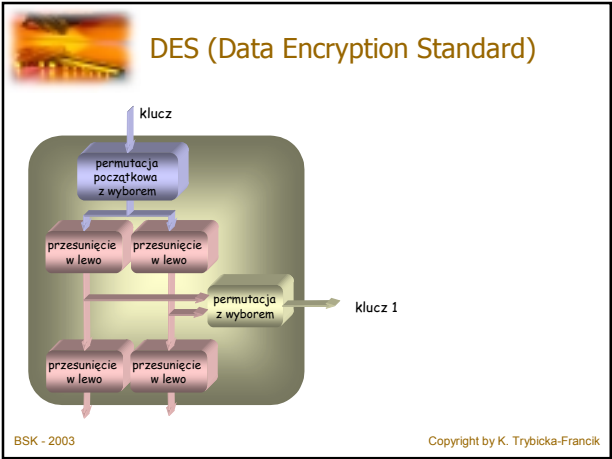 DES (Data Encryption Standard)
klucz
permutacja
początkowa
z wyborem
przesunięcie
w lewo
przesunięcie
w lewo
permutacja
z wyborem
klucz 1
przesunięcie
w lewo
przesunięcie
w lewo
BSK - 2003
Copyright by K. Trybicka-Francik